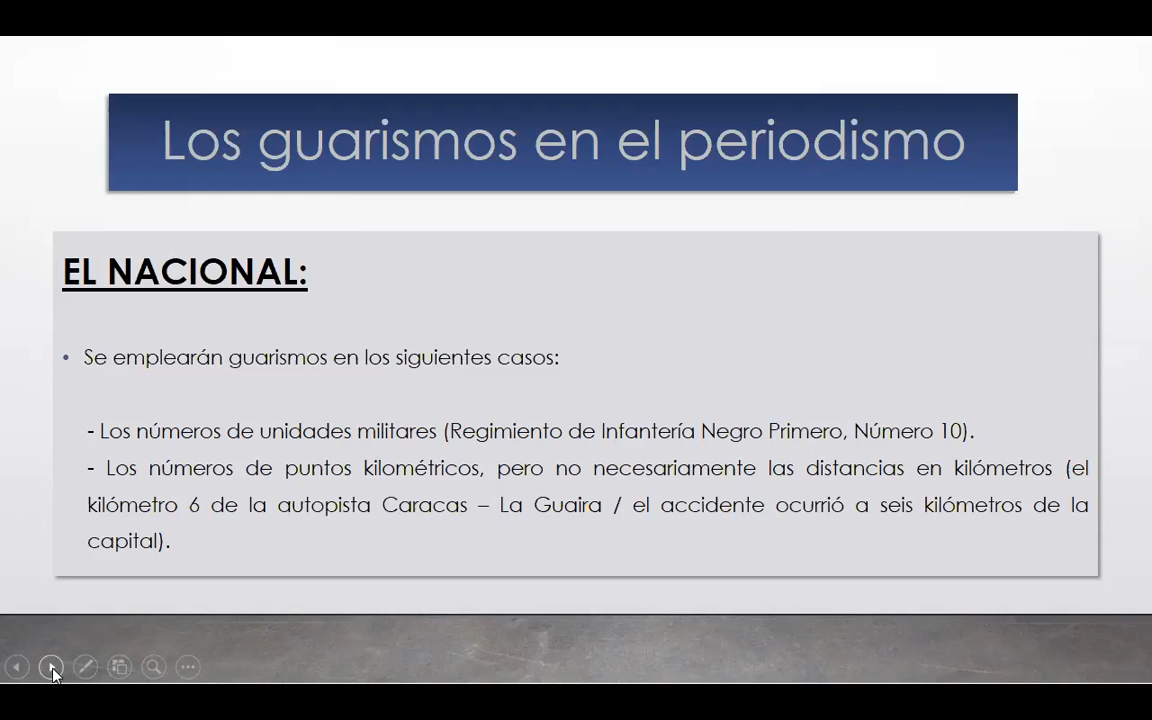 Los guarismos en el periodismo
EL NACIONAL:
• Se emplearán guarismos en los siguientes casos:
- Los números de unidades militares (Regimiento de Infantería Negro Primero, Número 10).
- Los números de puntos kilométricos, pero no necesariamente las distancias en kilómetros (el
kilómetro 6 de la autopista Caracas – La Guaira / el accidente ocurrió a seis kilómetros de la
capital).